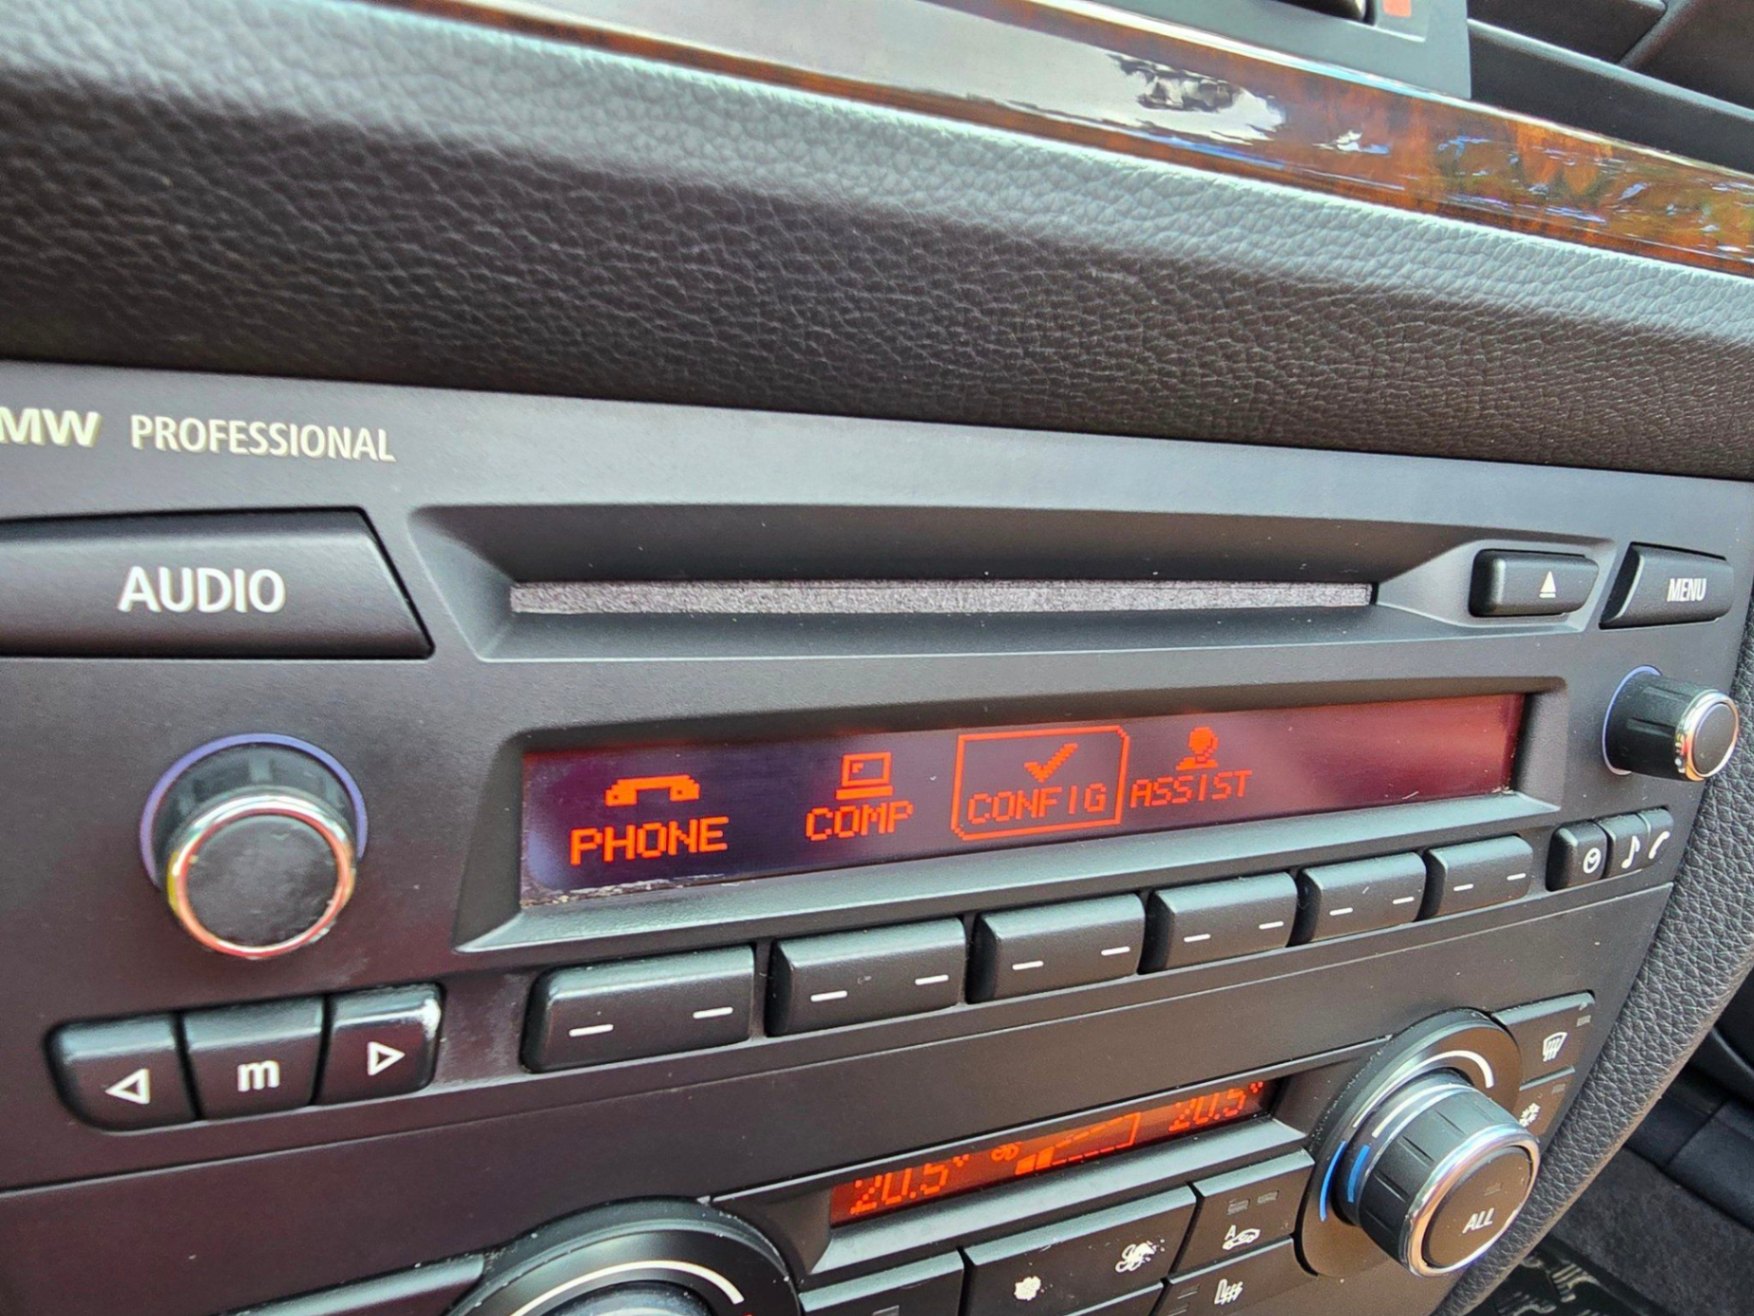 MW PROFESSIONAL
AUDIO
MENU
PHONE COMP CONFIG ASSIST
m
20.5° 20.5°
ALL
A